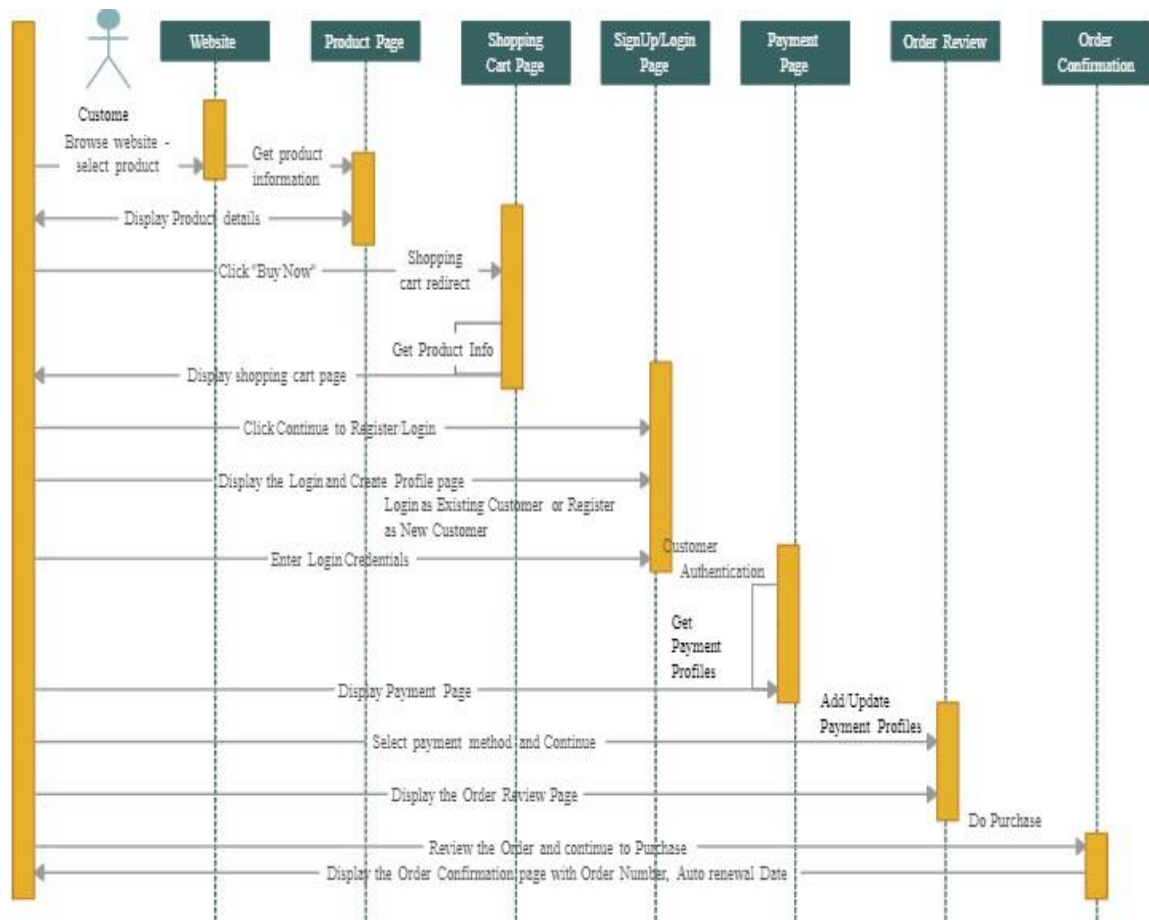 Website
Product Page
Shopping
Cart Page
SignUp/Login
Page
Payment
Page
Order Review
Order
Confirmation
Custome
Browse website -
select product
Get product
information
Display Product details
Click "Buy Now"
Shopping
cart redirect
Get Product Info
Display shopping cart page
Click Continue to Register/Login
Display the Login and Create Profile page
Login as Existing Customer or Register
as New Customer
Enter Login Credentials
Customer
Authentication
Get
Payment
Profiles
Display Payment Page
Add/Update
Payment Profiles
Select payment method and Continue
Display the Order Review Page
Do Purchase
Review the Order and continue to Purchase
Display the Order Confirmation page with Order Number, Auto renewal Date